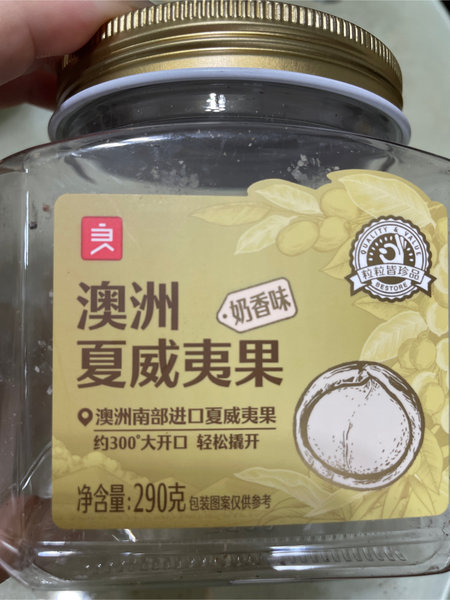 良
QUALITY & VALUE
粒粒皆珍品
BESTORE
澳洲
奶香味
夏威夷果
澳洲南部进口夏威夷果
约300°大开口 轻松撬开
净含量:290克 包装图案仅供参考